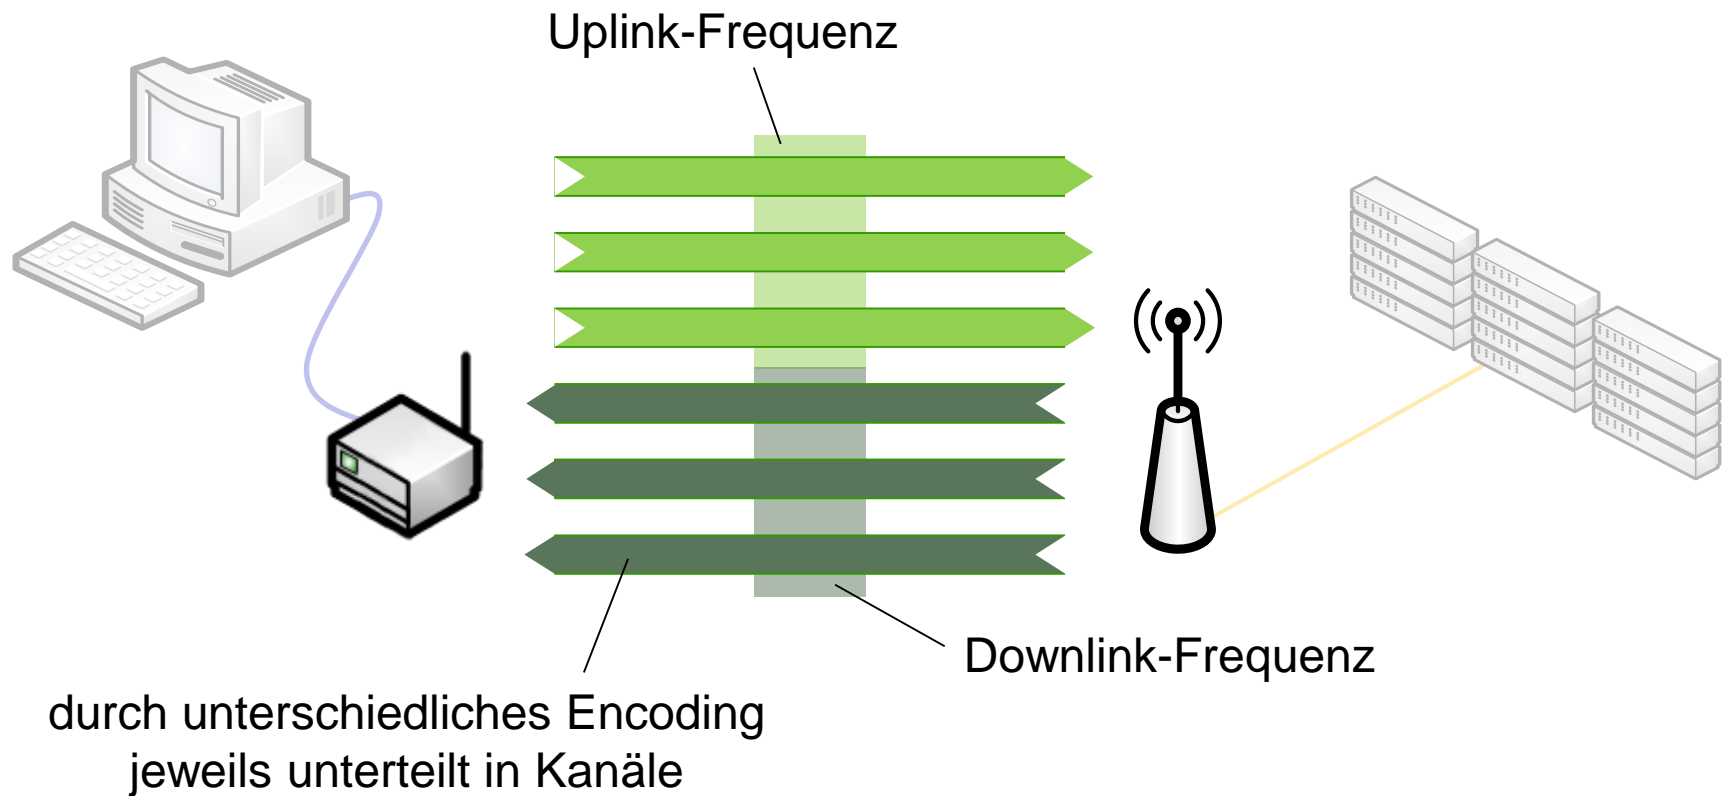 Uplink-Frequenz
Downlink-Frequenz
durch unterschiedliches Encoding
jeweils unterteilt in Kanäle